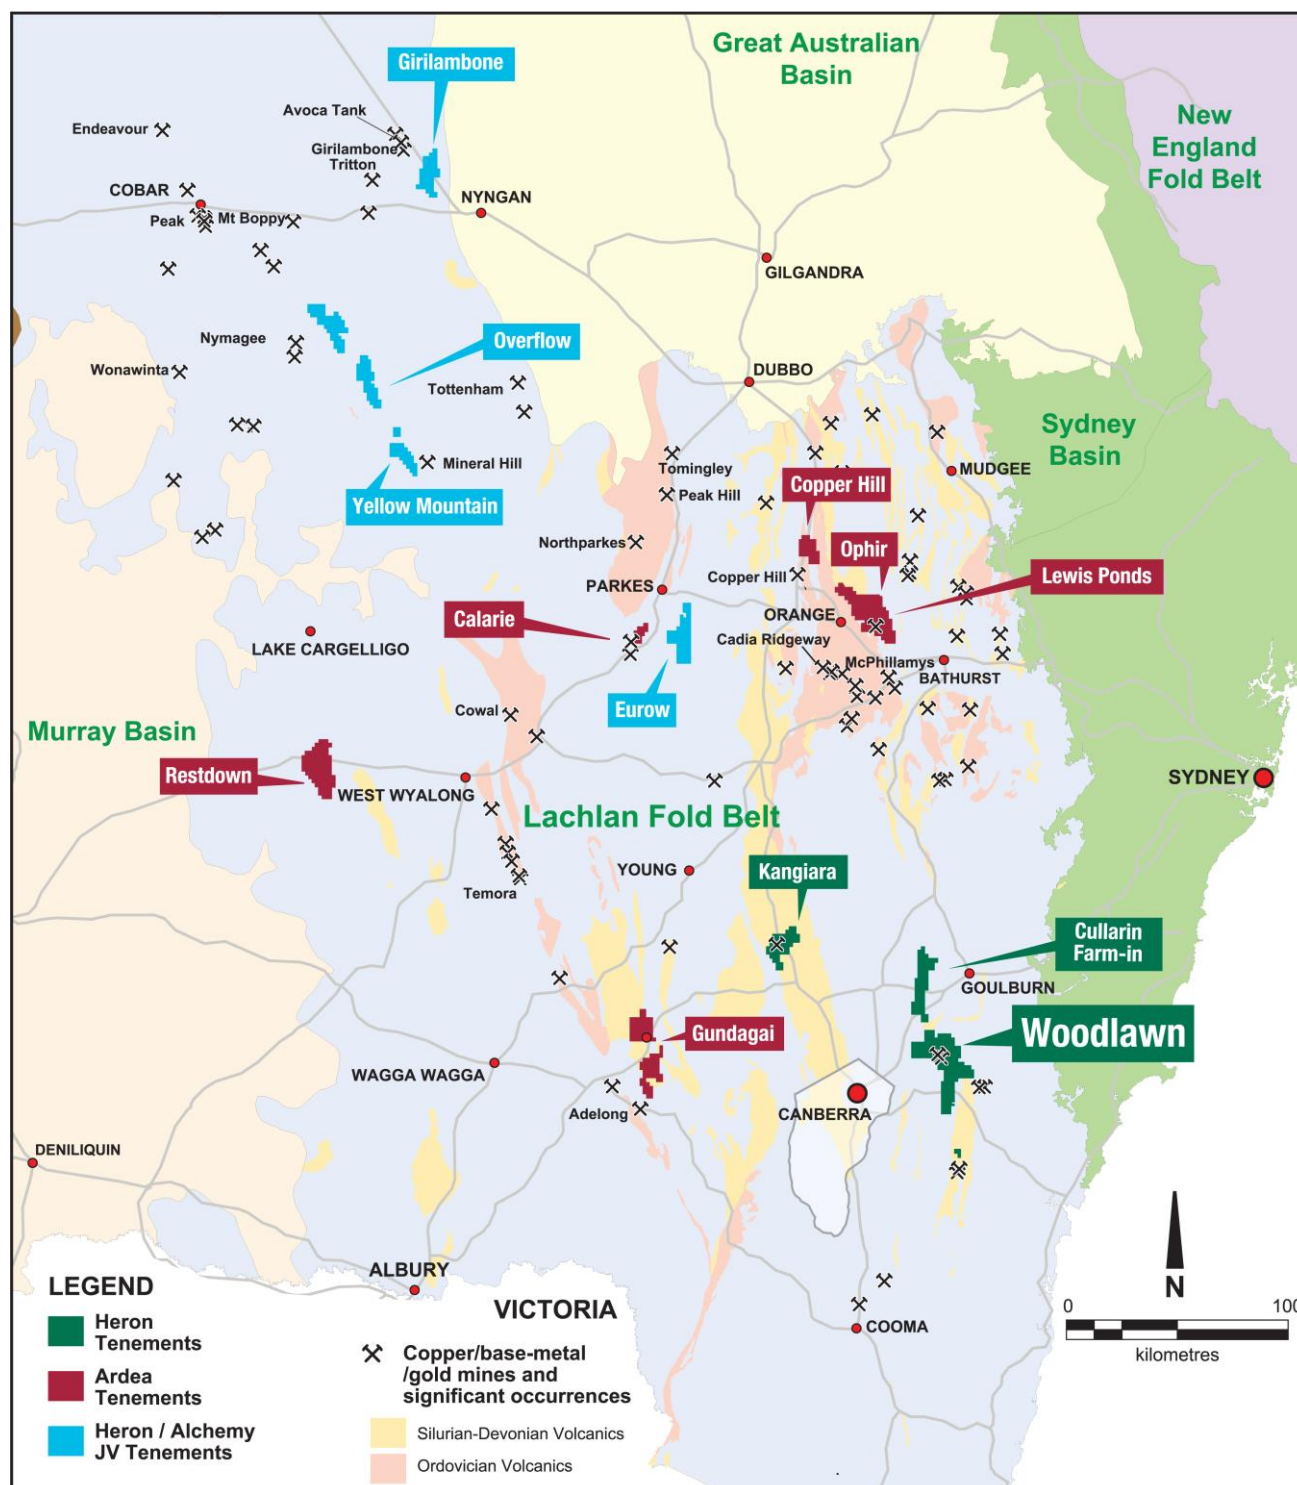 Great Australian
Basin
Girilambone
New
England
Fold Belt
Avoca Tank
Endeavour
Girilambone
Tritton
COBAR
NYNGAN
Peak
Mt Boppy
GILGANDRA
Nymagee
Overflow
Wonawinta
DUBBO
Tottenham
Sydney
Basin
Mineral Hill
Tomingley
MUDGEE
Yellow Mountain
Peak Hill
Copper Hill
Northparkes
Ophir
Copper Hill
Lewis Ponds
PARKES
Calarie
ORANGE
LAKE CARGELLIGO
Cadia Ridgeway
McPhillamys
BATHURST
Eurow
Cowal
Murray Basin
Restdown
SYDNEY
WEST WYALONG
Lachlan Fold Belt
YOUNG
Kangiara
Temora
Cullarin
Farm-in
GOULBURN
Gundagai
Woodlawn
WAGGA WAGGA
Adelong
CANBERRA
DENILIQUIN
ALBURY
VICTORIA
COOMA
N
0
100
kilometres
LEGEND
Heron
Tenements
Ardea
Tenements
Heron / Alchemy
JV Tenements
Copper/base-metal
/gold mines and
significant occurrences
Silurian-Devonian Volcanics
Ordovician Volcanics